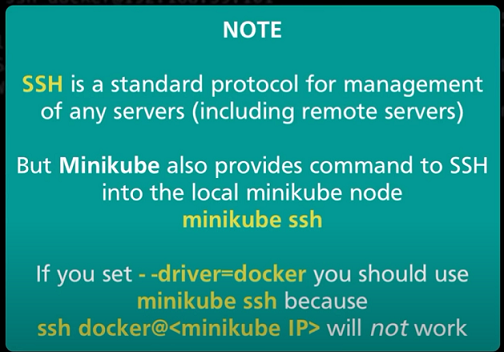 NOTE
SSH is a standard protocol for management
of any servers (including remote servers)
But Minikube also provides command to SSH
into the local minikube node
minikube ssh
If you set - -driver=docker you should use
minikube ssh because
ssh docker@<minikube IP> will not work